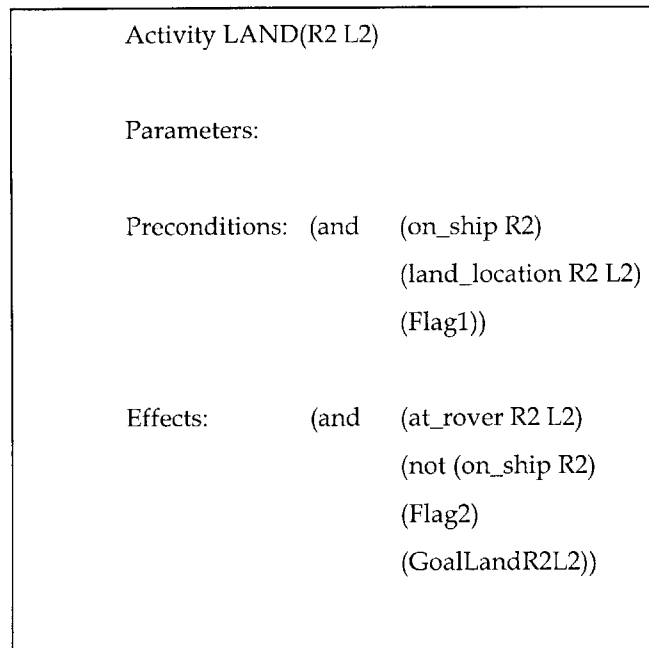 Activity LAND(R2 L2)
Parameters:
Preconditions: (and (on_ship R2)
(land_location R2 L2)
(Flag1))
Effects: (and (at_rover R2 L2)
(not (on_ship R2)
(Flag2)
(GoalLandR2L2))